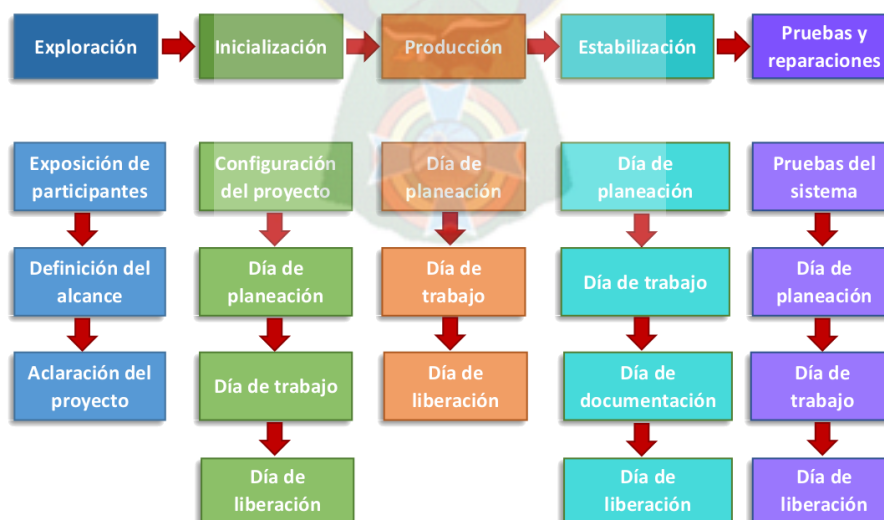 Exploración
Inicialización
Producción
Estabilización
Pruebas y
reparaciones
Exposición de
participantes
Configuración
del proyecto
Día de
planeación
Día de
planeación
Pruebas del
sistema
Definición del
alcance
Día de
planeación
Día de
trabajo
Día de trabajo
Día de
planeación
Aclaración del
proyecto
Día de trabajo
Día de
liberación
Día de
documentación
Día de
trabajo
Día de
liberación
Día de
liberación
Día de
liberación